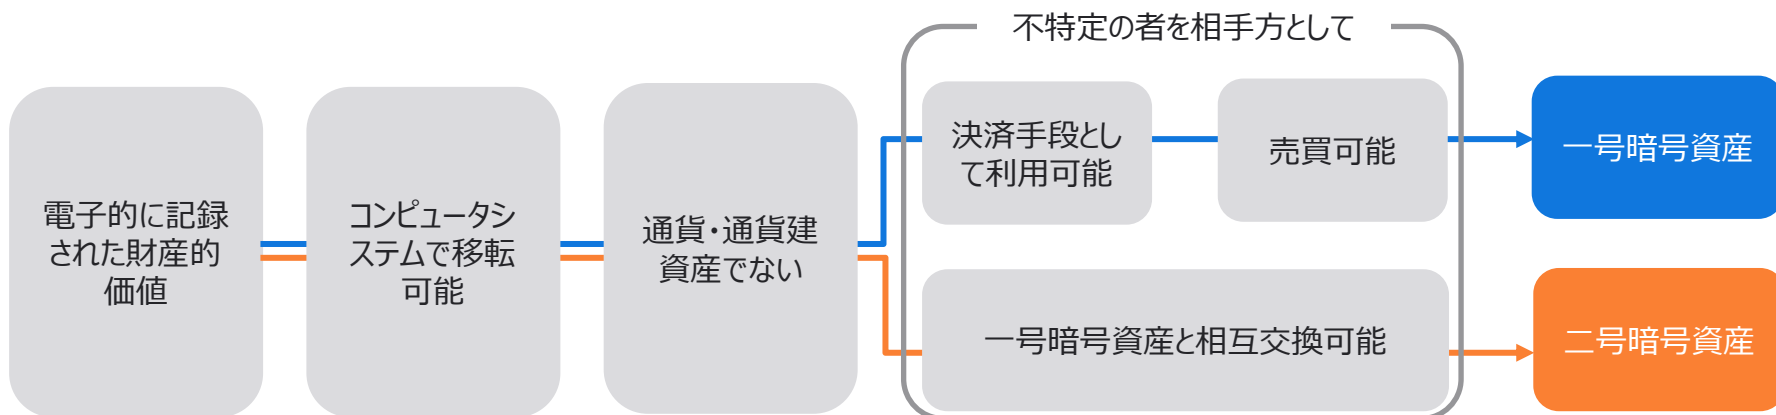 不特定の者を相手方として
電子的に記録
された財産的
価値
コンピュータシ
ステムで移転
可能
通貨・通貨建
資産でない
決済手段とし
て利用可能
売買可能
一号暗号資産
一号暗号資産と相互交換可能
二号暗号資産